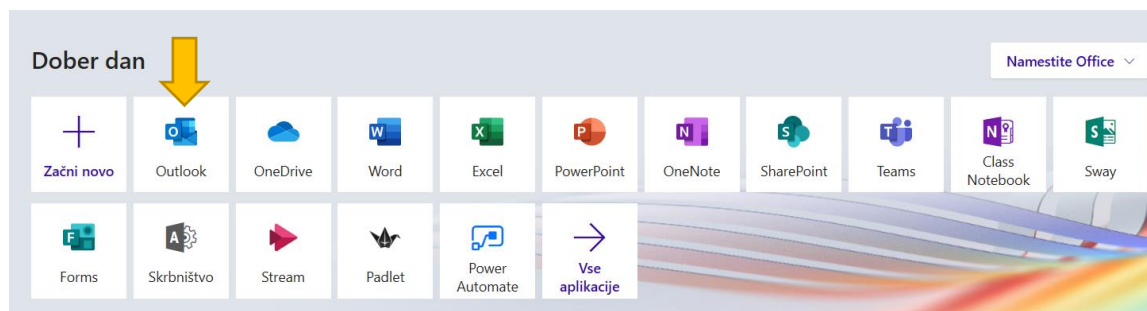 Dober dan
Namestite Office
Začni novo
Outlook
OneDrive
Word
Excel
PowerPoint
OneNote
SharePoint
Teams
Class
Notebook
Sway
Forms
Skrbništvo
Stream
Padlet
Power
Automate
Vse
aplikacije